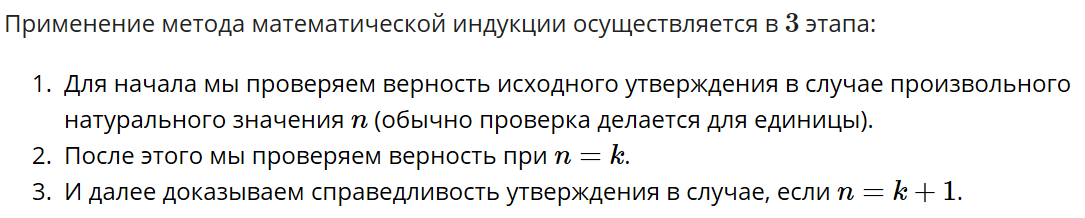 Применение метода математической индукции осуществляется в 3 этапа:
1. Для начала мы проверяем верность исходного утверждения в случае произвольного
натурального значения n (обычно проверка делается для единицы).
2. После этого мы проверяем верность при n = k.
3. И далее доказываем справедливость утверждения в случае, если n = k + 1.